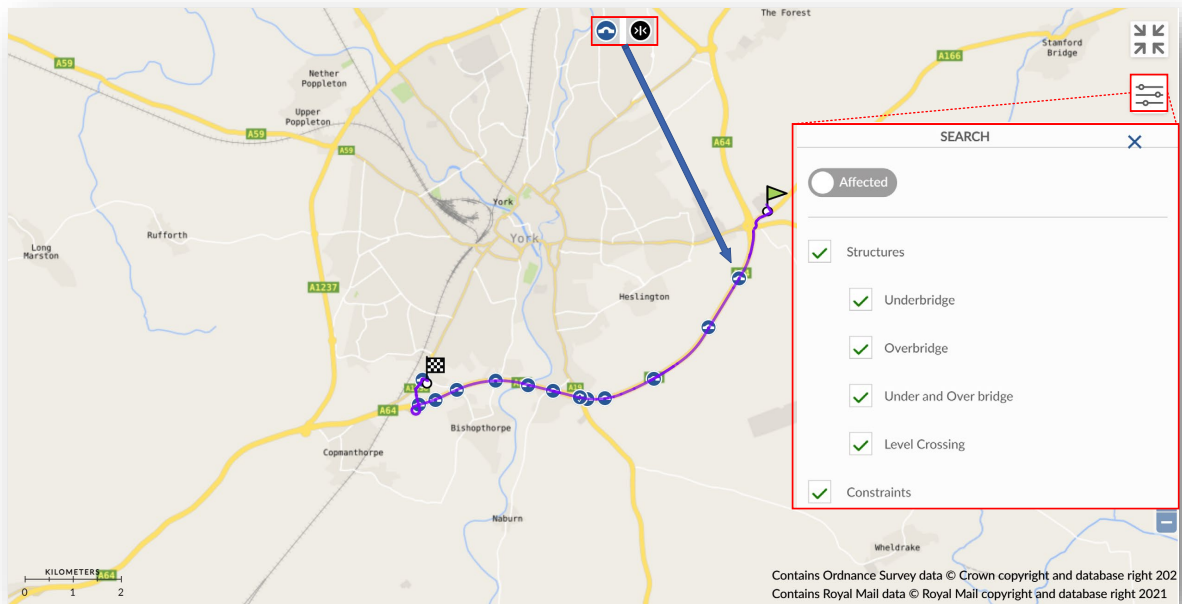 The Forest
A59
A166
Stamford
Bridge
Nether
Poppleton
Upper
Poppleton
A59
A59
A64
SEARCH
Affected
York
York
Long
Marston
Rufforth
Structures
A1237
Heslington
Underbridge
Overbridge
A19
A64
Bishopthorpe
Under and Over bridge
Copmanthorpe
Level Crossing
Constraints
Naburn
Wheldrake
KILOMETERS
A64
0 1 2
Contains Ordnance Survey data © Crown copyright and database right 202
Contains Royal Mail data © Royal Mail copyright and database right 2021